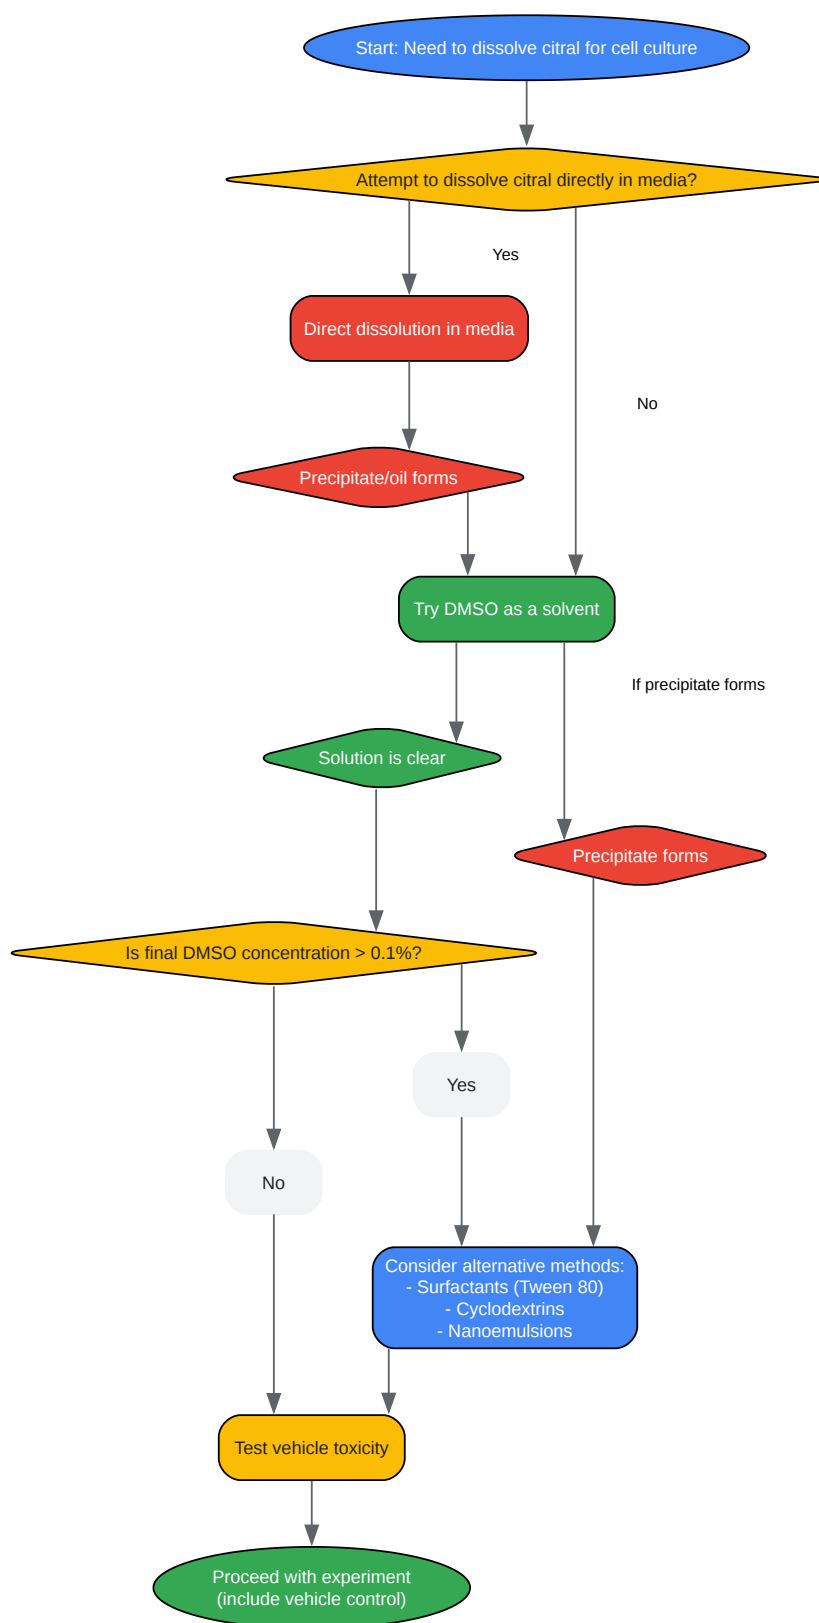 Start: Need to dissolve citral for cell culture
Attempt to dissolve citral directly in media?
Yes
Direct dissolution in media
No
Precipitate/oil forms
Try DMSO as a solvent
If precipitate forms
Solution is clear
Precipitate forms
Is final DMSO concentration > 0.1%?
Yes
No
Consider alternative methods:
- Surfactants (Tween 80)
- Cyclodextrins
- Nanoemulsions
Test vehicle toxicity
Proceed with experiment
(include vehicle control)